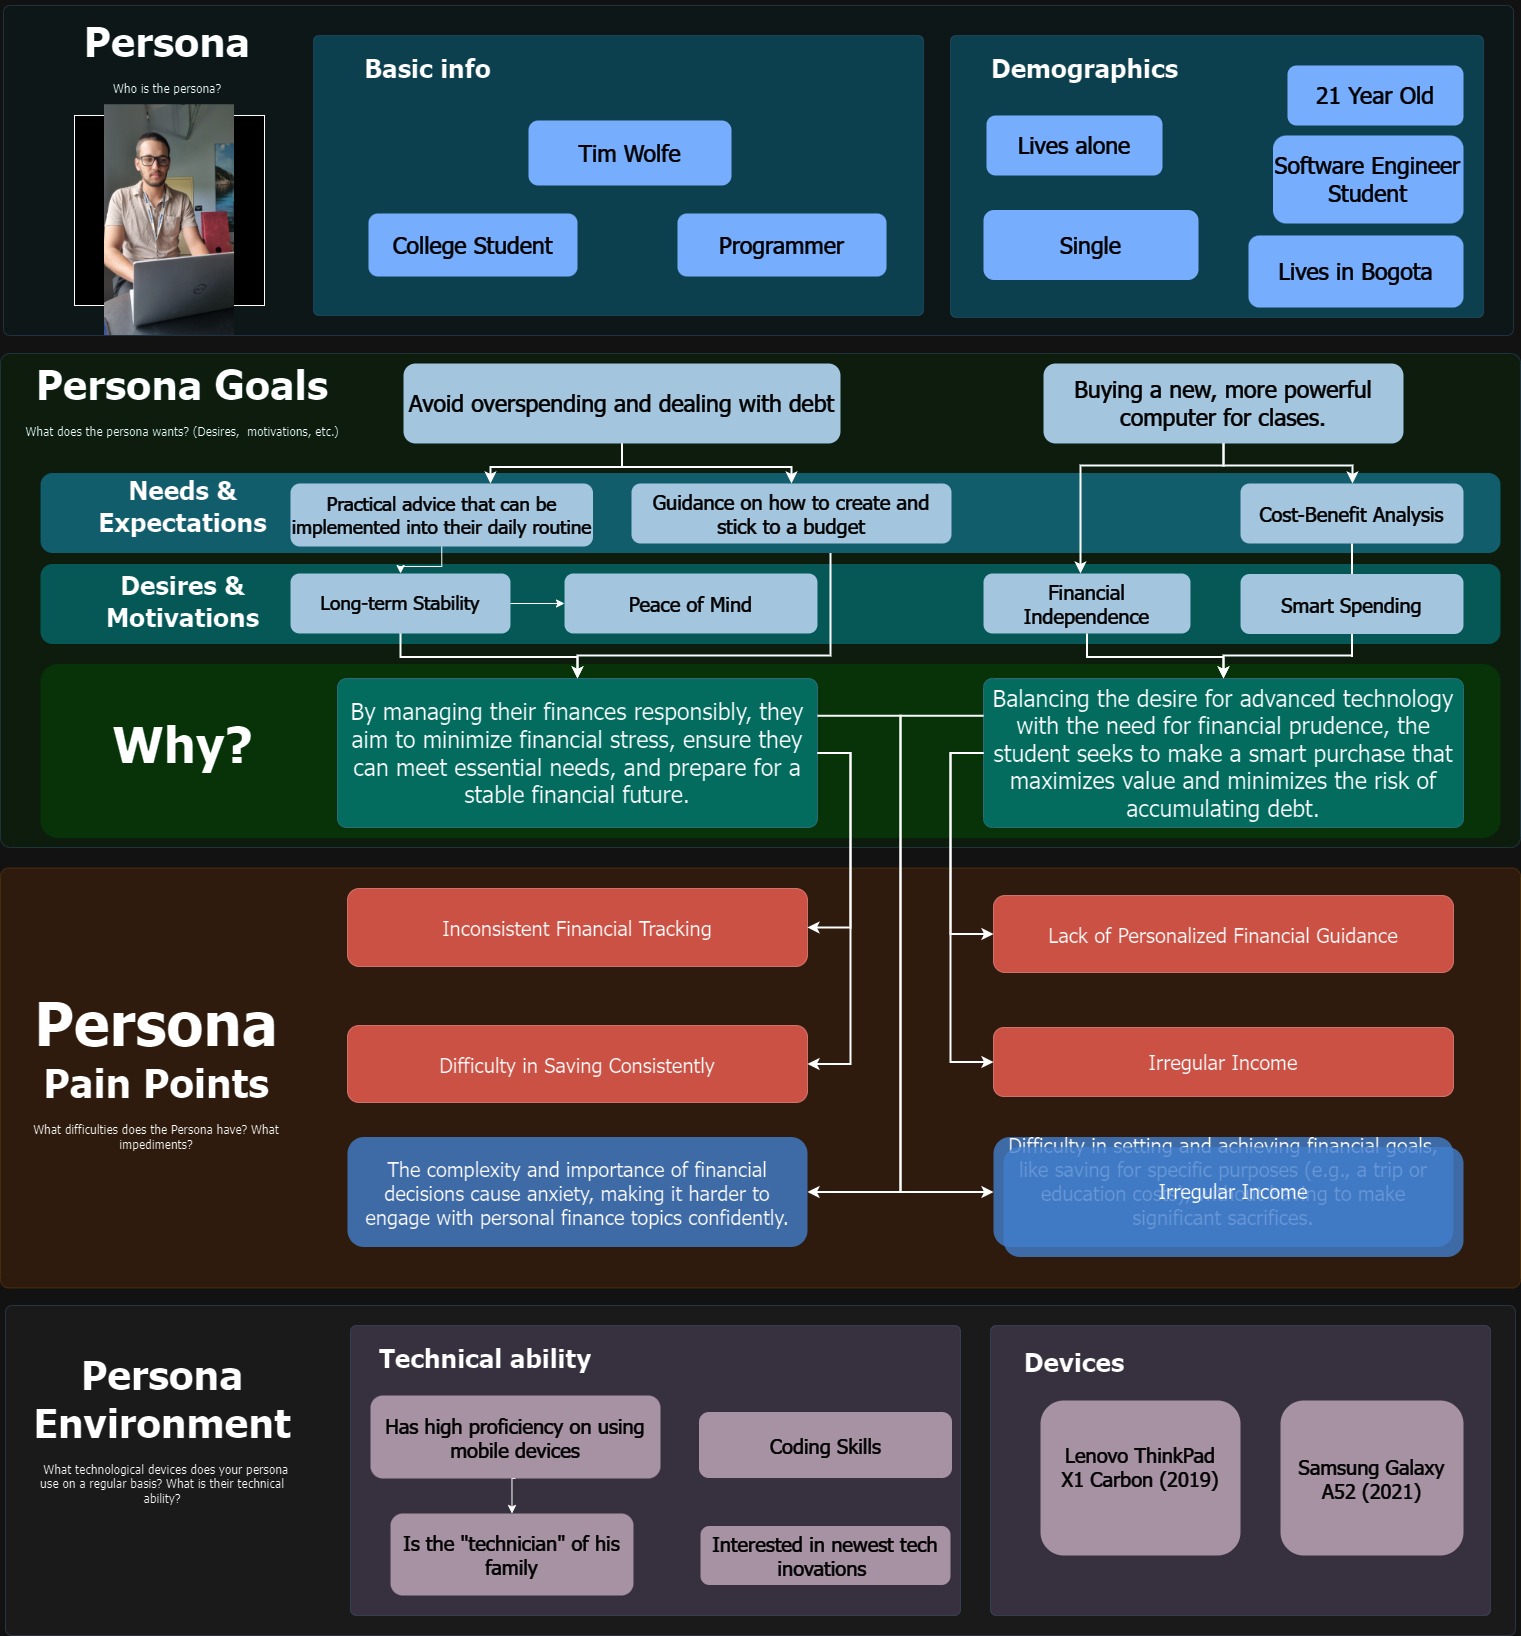 Persona
Who is the persona?
Basic info
Tim Wolfe
College Student
Programmer
Demographics
21 Year Old
Lives alone
Software Engineer
Student
Single
Lives in Bogota
Persona Goals
What does the persona wants? (Desires, motivations, etc.)
Avoid overspending and dealing with debt
Buying a new, more powerful
computer for clases.
Needs &
Expectations
Practical advice that can be
implemented into their daily routine
Guidance on how to create and
stick to a budget
Cost-Benefit Analysis
Desires &
Motivations
Long-term Stability
Peace of Mind
Financial
Independence
Smart Spending
Why?
By managing their finances responsibly, they
aim to minimize financial stress, ensure they
can meet essential needs, and prepare for a
stable financial future.
Balancing the desire for advanced technology
with the need for financial prudence, the
student seeks to make a smart purchase that
maximizes value and minimizes the risk of
accumulating debt.
Persona
Pain Points
What difficulties does the Persona have? What
impediments?
Inconsistent Financial Tracking
Lack of Personalized Financial Guidance
Difficulty in Saving Consistently
Irregular Income
The complexity and importance of financial
decisions cause anxiety, making it harder to
engage with personal finance topics confidently.
Difficulty in setting and achieving financial goals,
like saving for specific purposes (e.g., a trip or
education to make
significant sacrifices.
Irregular Income
Persona
Environment
What technological devices does your persona
use on a regular basis? What is their technical
ability?
Technical ability
Has high proficiency on using
mobile devices
Coding Skills
Is the "technician" of his
family
Interested in newest tech
inovations
Devices
Lenovo ThinkPad
X1 Carbon (2019)
Samsung Galaxy
A52 (2021)